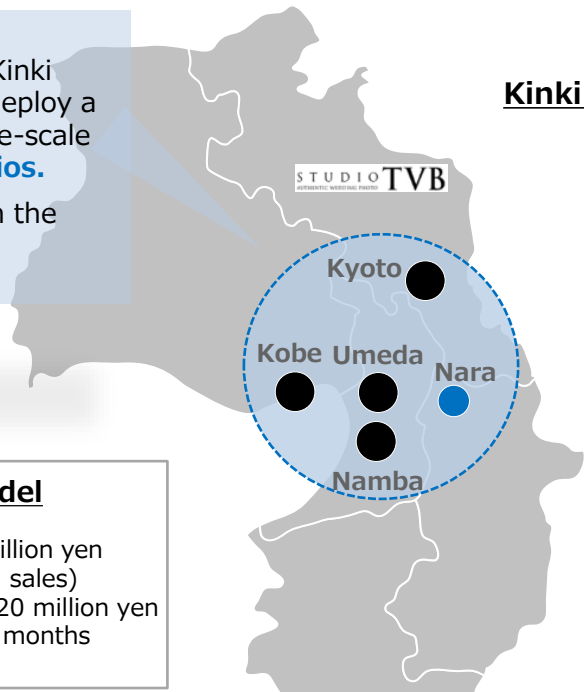 Kinki
eploy a
e-scale
ios.
n the
Kinki
STUDIO TVB
AUTHENTIC WEDDING PHOTO
Kyoto
Kobe Umeda
Nara
Namba
del
illion yen
sales)
20 million yen
months